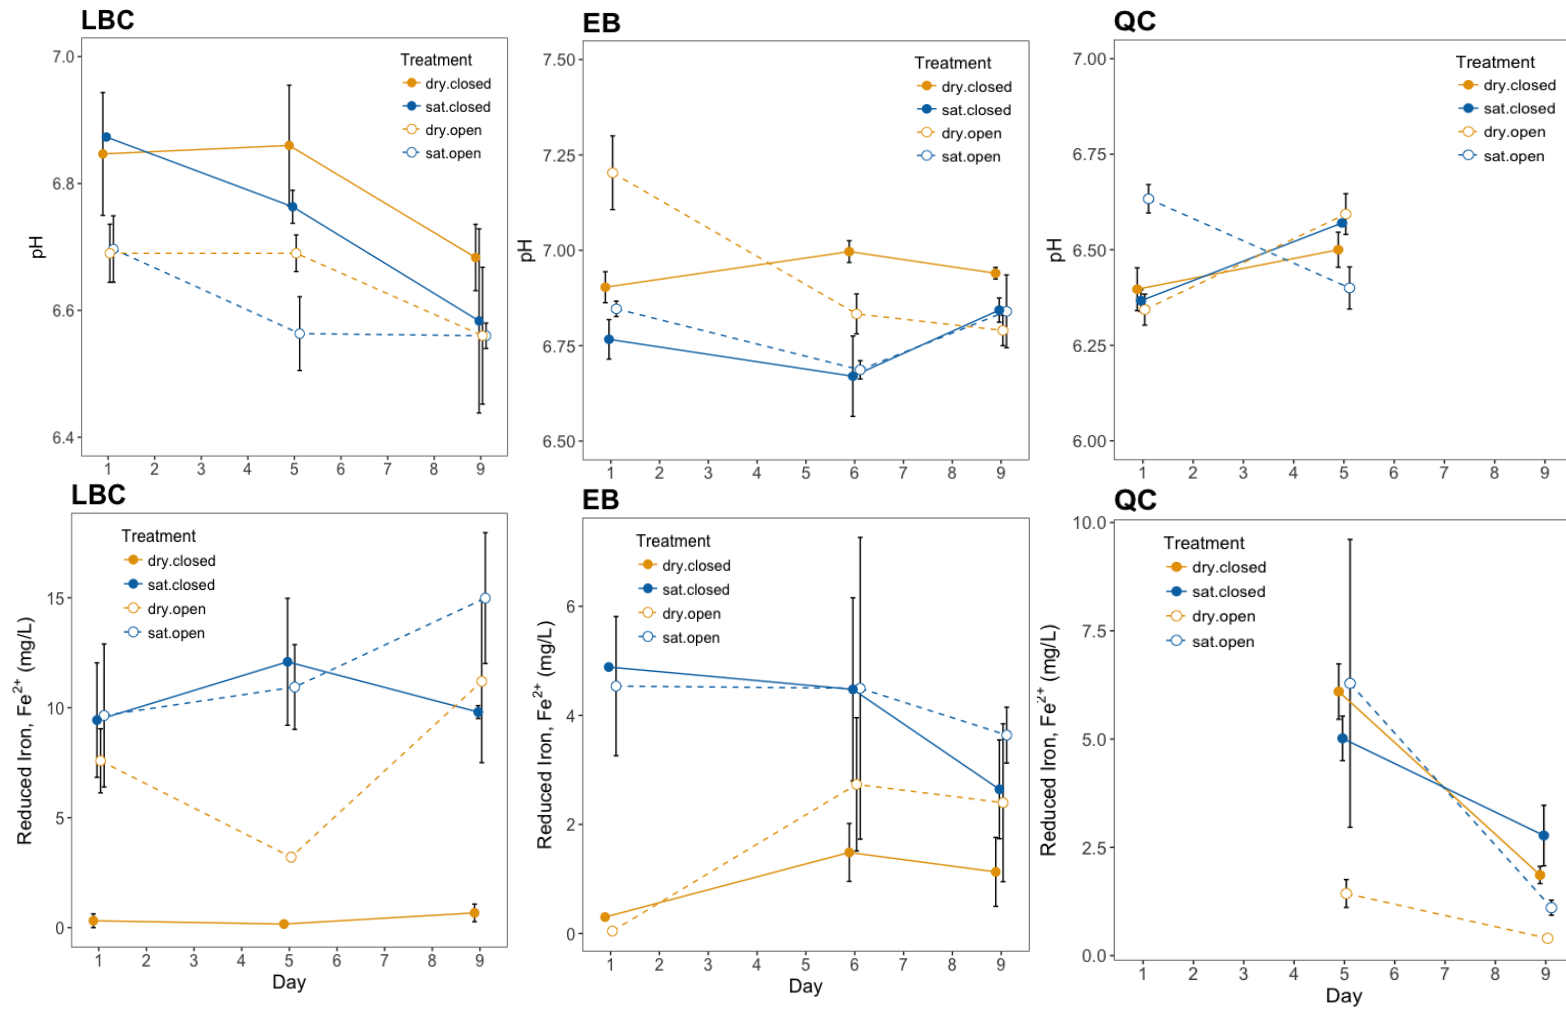 LBC
pH
7.0
6.8
6.6
6.4
Treatment
dry.closed
sat.closed
dry.open
sat.open
1 2 3 4 5 6 7 8 9
EB
pH
7.50
7.25
7.00
6.75
6.50
Treatment
dry.closed
sat.closed
dry.open
sat.open
1 2 3 4 5 6 7 8 9
QC
pH
7.00
6.75
6.50
6.25
6.00
Treatment
dry.closed
sat.closed
dry.open
sat.open
1 2 3 4 5 6 7 8 9
LBC
Reduced Iron, Fe²⁺ (mg/L)
15
10
5
0
Treatment
dry.closed
sat.closed
dry.open
sat.open
1 2 3 4 5 6 7 8 9
Day
EB
Reduced Iron, Fe²⁺ (mg/L)
6
4
2
0
Treatment
dry.closed
sat.closed
dry.open
sat.open
1 2 3 4 5 6 7 8 9
Day
QC
Reduced Iron, Fe²⁺ (mg/L)
10.0
7.5
5.0
2.5
0.0
Treatment
dry.closed
sat.closed
dry.open
sat.open
1 2 3 4 5 6 7 8 9
Day